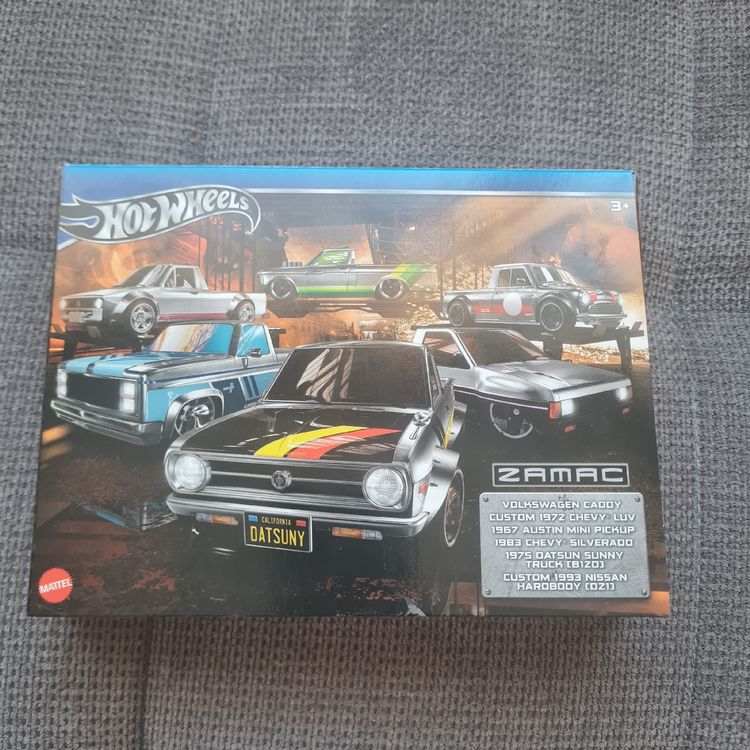 HOT WHEELS
3+
ZAMAC
VOLKSWAGEN CADDY
CUSTOM 1972 CHEVY LUV
1967 AUSTIN MINI PICKUP
1983 CHEVY SILVERADO
1975 DATSUN SUNNY
TRUCK (B120)
CUSTOM 1993 NISSAN
HARDBODY (D21)
CALIFORNIA
DATSUNY
MATTEL